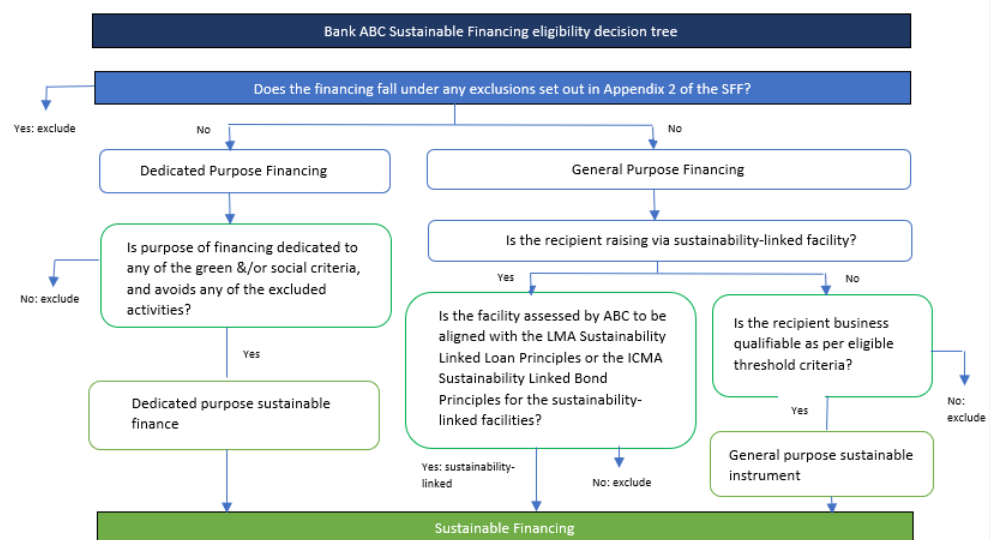 Bank ABC Sustainable Financing eligibility decision tree
Does the financing fall under any exclusions set out in Appendix 2 of the SFF?
Yes: exclude
No
No
Dedicated Purpose Financing
General Purpose Financing
Is purpose of financing dedicated to
any of the green &/or social criteria,
and avoids any of the excluded
activities?
No: exclude
Is the recipient raising via sustainability-linked facility?
Yes
No
Is the facility assessed by ABC to be
aligned with the LMA Sustainability
Linked Loan Principles or the ICMA
Sustainability Linked Bond
Principles for the sustainability-
linked facilities?
Is the recipient business
qualifiable as per eligible
threshold criteria?
Yes
No:
exclude
Yes
Dedicated purpose sustainable
finance
Yes: sustainability-
linked
No: exclude
General purpose sustainable
instrument
Sustainable Financing